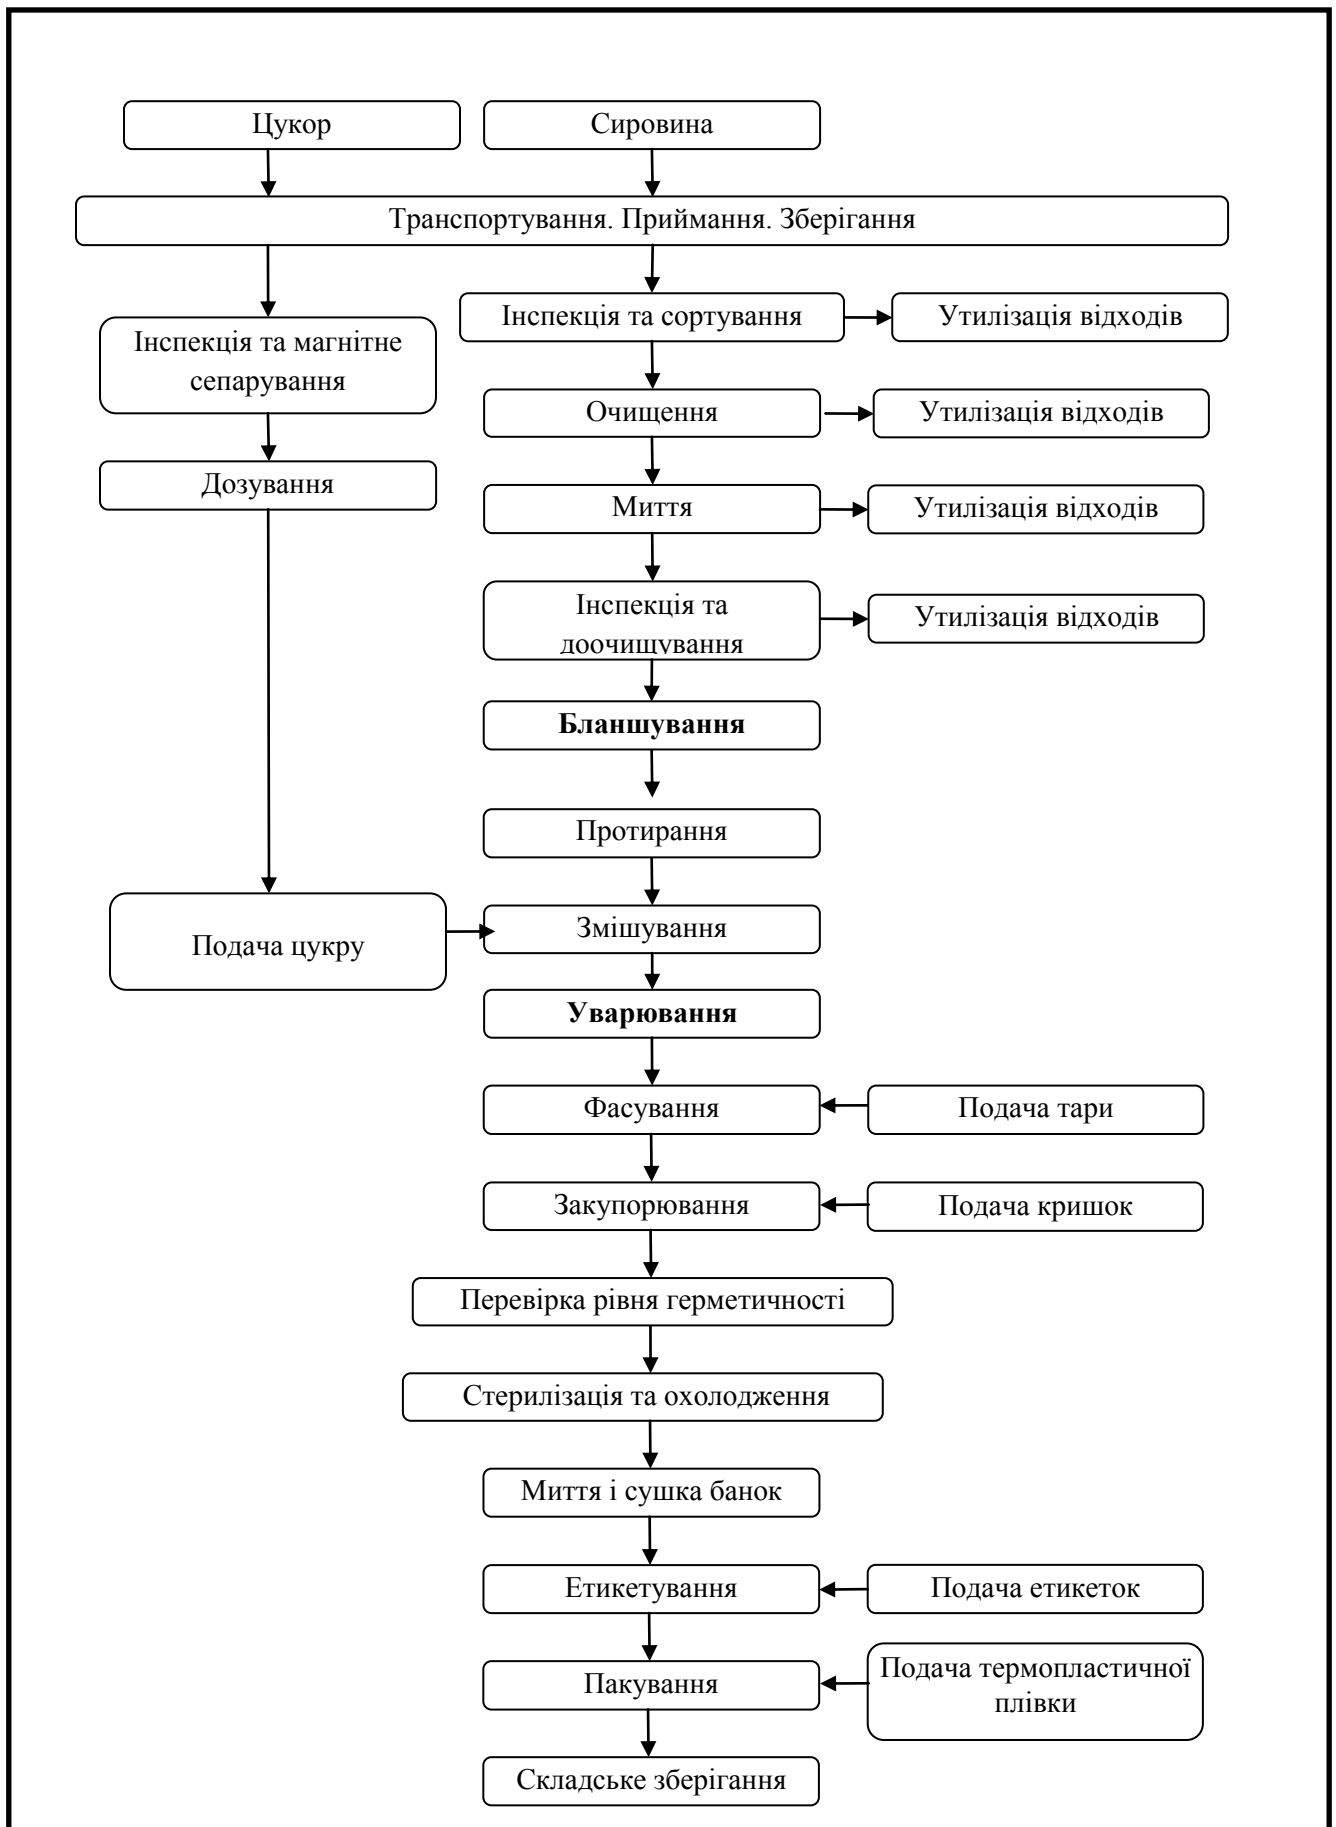 Цукор
Сировина
Транспортування. Приймання. Зберігання
Інспекція та сортування
Утилізація відходів
Інспекція та магнітне
сепарування
Очищення
Утилізація відходів
Дозування
Миття
Утилізація відходів
Інспекція та
доочищування
Утилізація відходів
Бланшування
Протирання
Подача цукру
Змішування
Уварювання
Фасування
Подача тари
Закупорювання
Подача кришок
Перевірка рівня герметичності
Стерилізація та охолодження
Миття і сушка банок
Етикетування
Подача етикеток
Пакування
Подача термопластичної
плівки
Складське зберігання